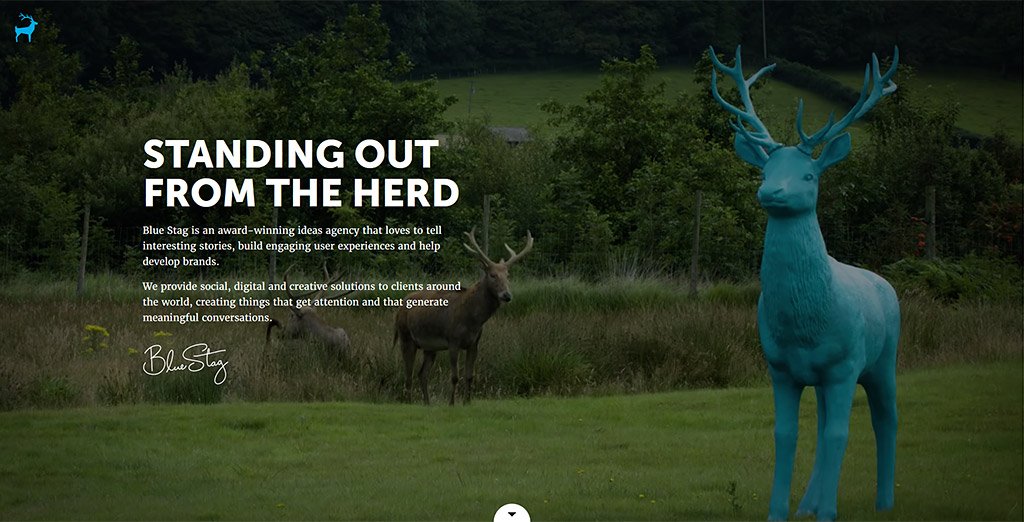 STANDING OUT
FROM THE HERD
Blue Stag is an award-winning ideas agency that loves to tell
interesting stories, build engaging user experiences and help
develop brands.
We provide social, digital and creative solutions to clients around
the world, creating things that get attention and that generate
meaningful conversations.
Blue Stag